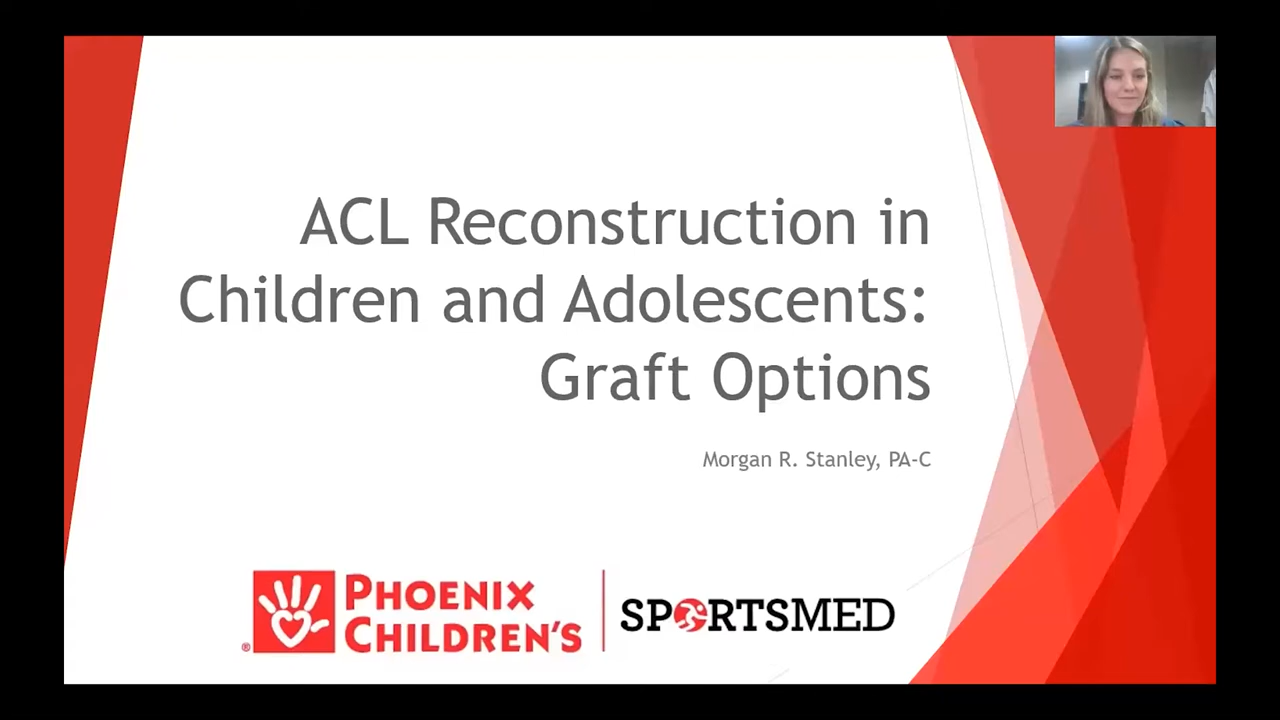 ACL Reconstruction in
Children and Adolescents:
Graft Options
Morgan R. Stanley, PA-C
PHOENIX
CHILDREN'S
®
SPORTSMED